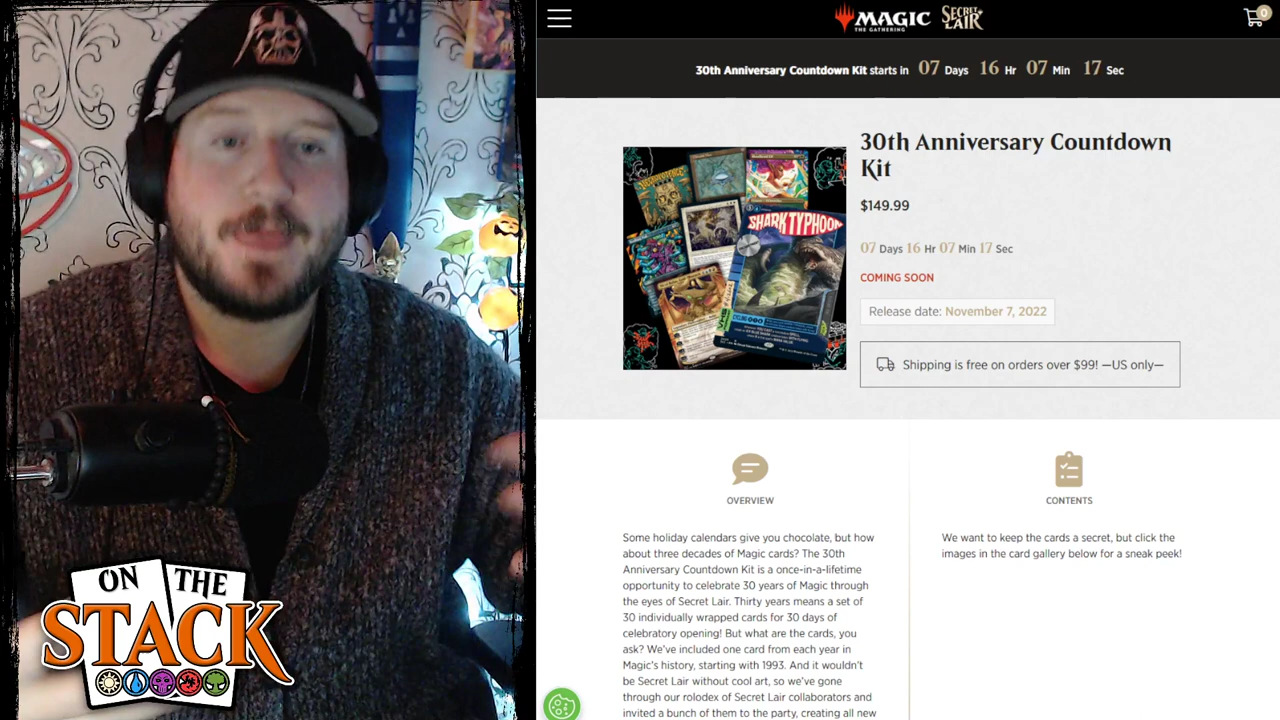 MAGIC
THE GATHERING
SECRET
LAIR
0
30th Anniversary Countdown Kit starts in 07 Days 16 Hr 07 Min 17 Sec
30th Anniversary Countdown
Kit
$149.99
07 Days 16 Hr 07 Min 17 Sec
COMING SOON
Release date: November 7, 2022
Shipping is free on orders over $99! —US only—
SHARK TYPHOON
OVERVIEW
Some holiday calendars give you chocolate, but how
about three decades of Magic cards? The 30th
Anniversary Countdown Kit is a once-in-a-lifetime
opportunity to celebrate 30 years of Magic through
the eyes of Secret Lair. Thirty years means a set of
30 individually wrapped cards for 30 days of
celebratory opening! But what are the cards, you
ask? We've included one card from each year in
Magic's history, starting with 1993. And it wouldn't
be Secret Lair without cool art, so we've gone
through our rolodex of Secret Lair collaborators and
invited a bunch of them to the party, creating all new
CONTENTS
We want to keep the cards a secret, but click the
images in the card gallery below for a sneak peek!
ON THE
STACK